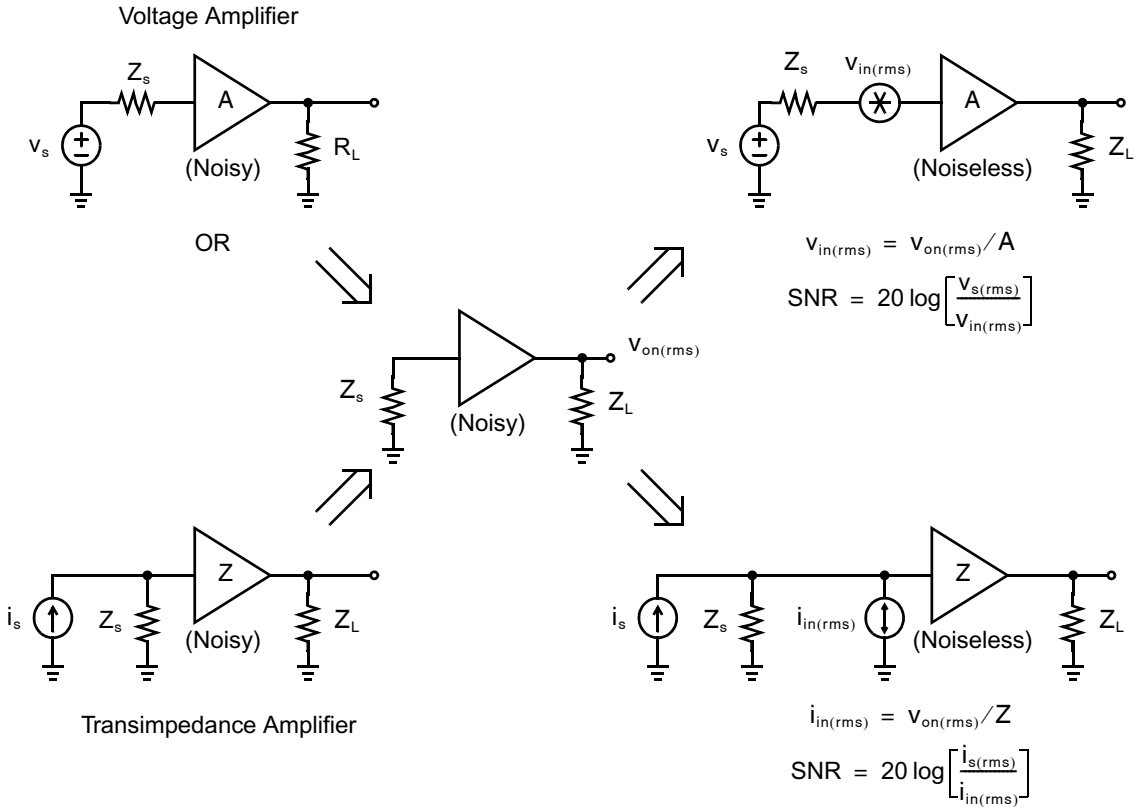 Voltage Amplifier
Z_s
A
v_s
+
−
(Noisy)
R_L
OR
Z_s
v_in(rms)
A
v_s
+
−
(Noiseless)
Z_L
v_in(rms) = v_on(rms)/A
SNR = 20 log[v_s(rms)/v_in(rms)]
Z_s
(Noisy)
v_on(rms)
Z_L
i_s
Z_s
Z
(Noisy)
Z_L
Transimpedance Amplifier
i_s
Z_s
i_in(rms)
Z
(Noiseless)
Z_L
i_in(rms) = v_on(rms)/Z
SNR = 20 log[i_s(rms)/i_in(rms)]